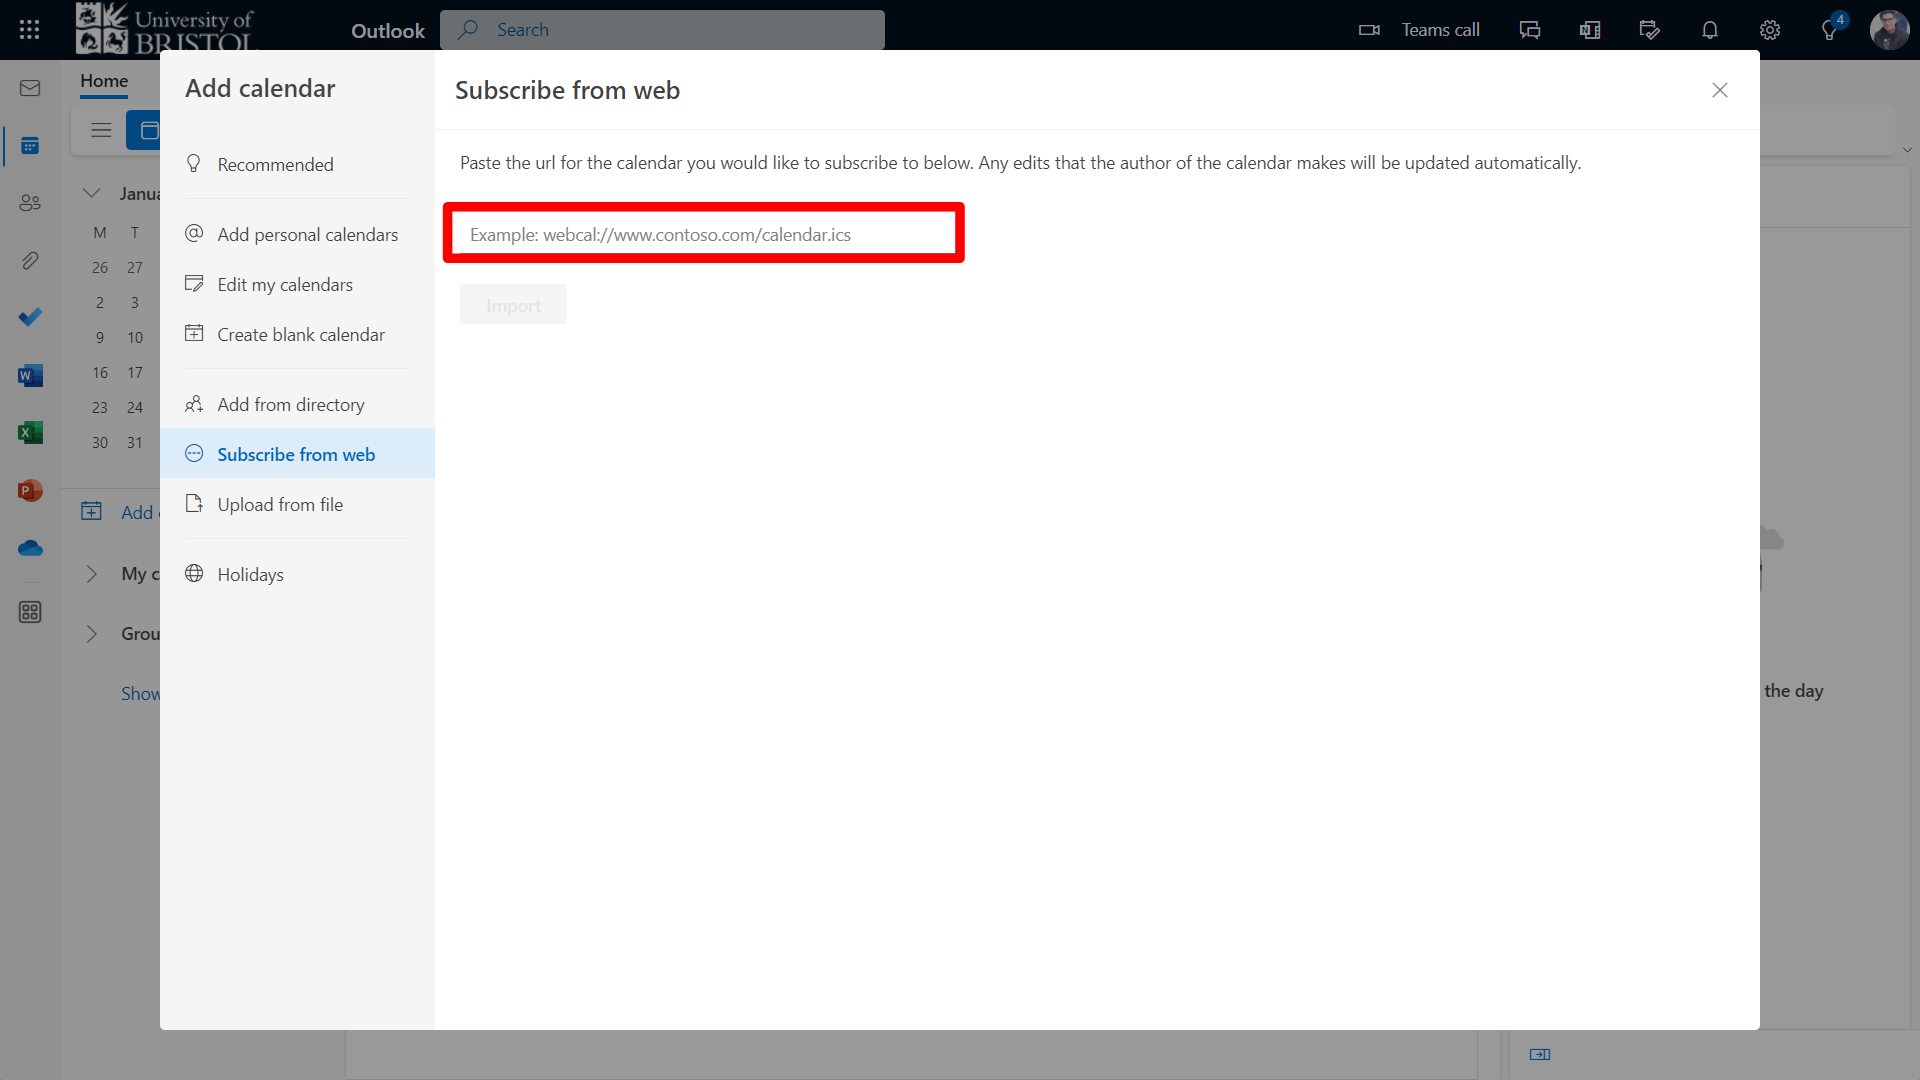 University of
BRISTOL
Outlook
Search
Teams call
4
Home
Add calendar
Subscribe from web
Recommended
Paste the url for the calendar you would like to subscribe to below. Any edits that the author of the calendar makes will be updated automatically.
Janua
M T
Add personal calendars
Example: webcal://www.contoso.com/calendar.ics
26 27
Edit my calendars
2 3
Import
9 10
Create blank calendar
16 17
23 24
Add from directory
30 31
Subscribe from web
Add
Upload from file
My c
Holidays
Grou
Show
the day